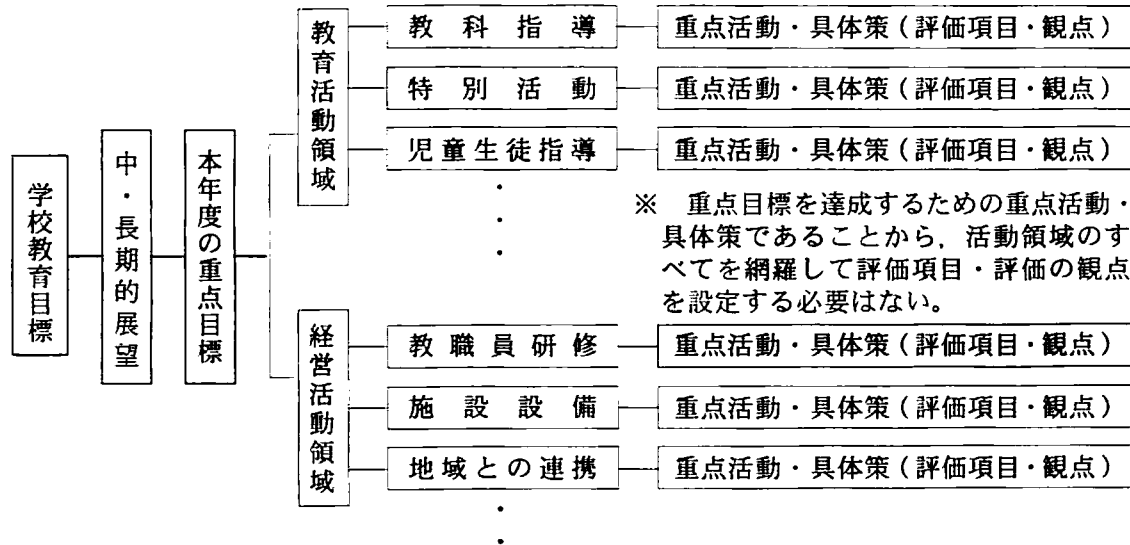 学校教育目標
中・長期的展望
本年度の重点目標
教育活動領域
教科指導
重点活動・具体策（評価項目・観点）
特別活動
重点活動・具体策（評価項目・観点）
児童生徒指導
重点活動・具体策（評価項目・観点）
・
・
・
※　重点目標を達成するための重点活動・
具体策であることから，活動領域のす
べてを網羅して評価項目・評価の観点
を設定する必要はない。
経営活動領域
教職員研修
重点活動・具体策（評価項目・観点）
施設設備
重点活動・具体策（評価項目・観点）
地域との連携
重点活動・具体策（評価項目・観点）
・
・